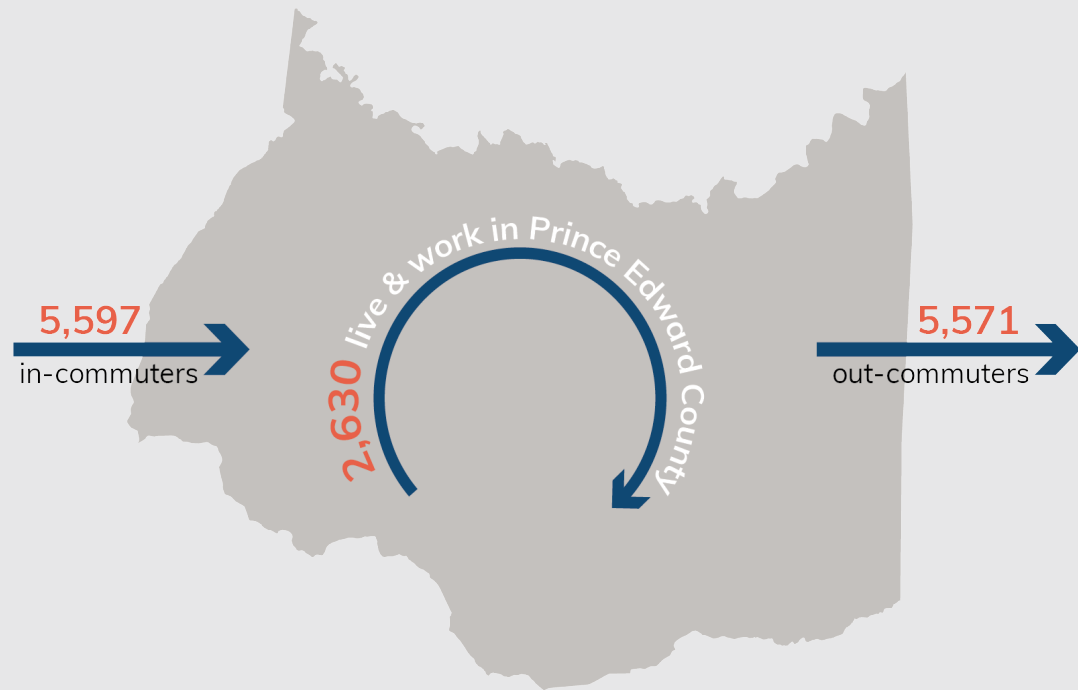 5,597
in-commuters
2,630 live & work in Prince Edward County
5,571
out-commuters